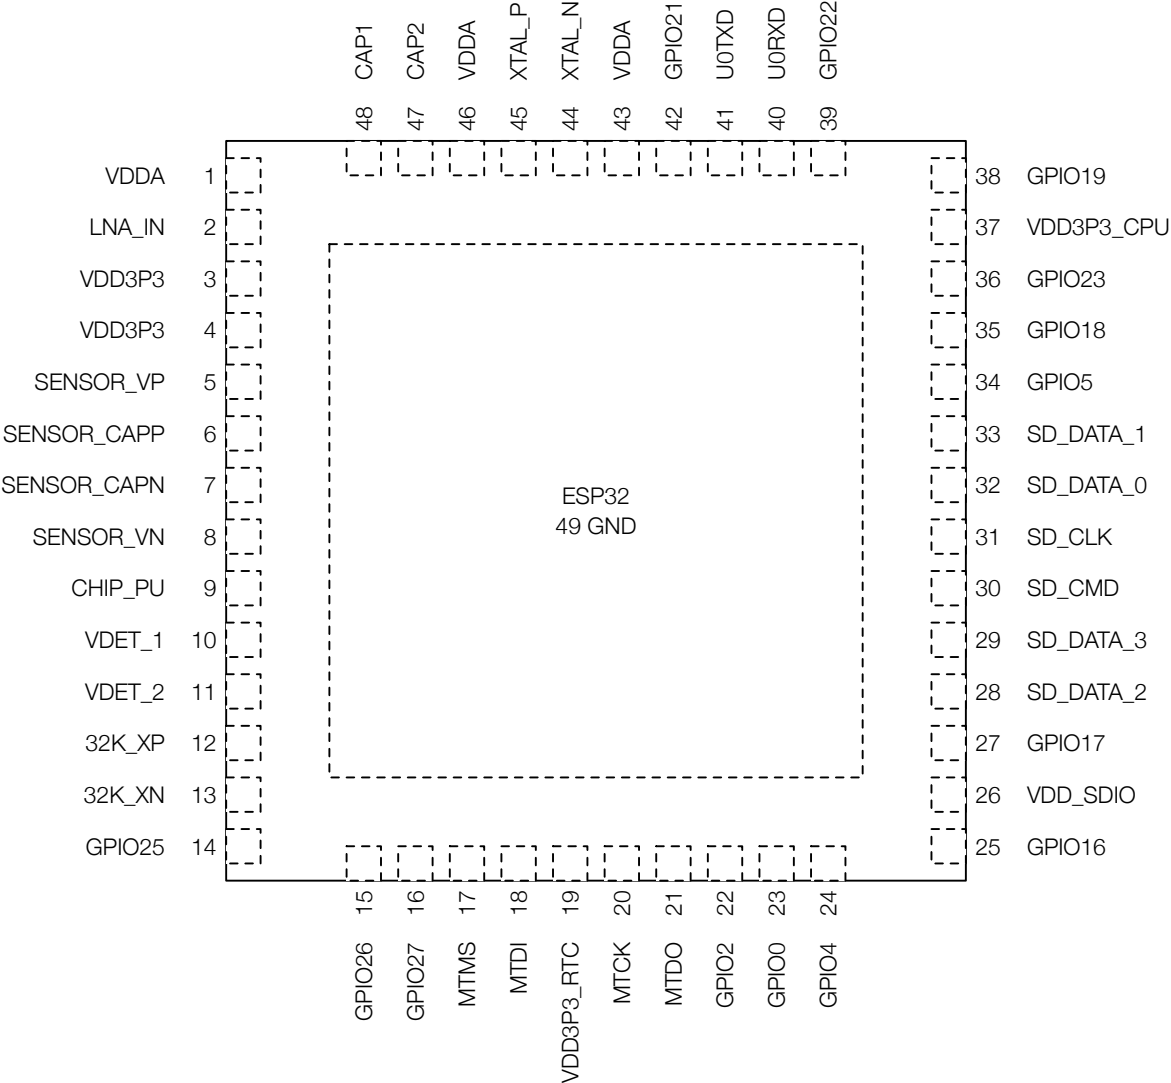 CAP1
CAP2
VDDA
XTAL_P
XTAL_N
VDDA
GPIO21
U0TXD
U0RXD
GPIO22
48
47
46
45
44
43
42
41
40
39
VDDA 1
LNA_IN 2
VDD3P3 3
VDD3P3 4
SENSOR_VP 5
SENSOR_CAPP 6
SENSOR_CAPN 7
SENSOR_VN 8
CHIP_PU 9
VDET_1 10
VDET_2 11
32K_XP 12
32K_XN 13
GPIO25 14
ESP32
49 GND
38 GPIO19
37 VDD3P3_CPU
36 GPIO23
35 GPIO18
34 GPIO5
33 SD_DATA_1
32 SD_DATA_0
31 SD_CLK
30 SD_CMD
29 SD_DATA_3
28 SD_DATA_2
27 GPIO17
26 VDD_SDIO
25 GPIO16
15
16
17
18
19
20
21
22
23
24
GPIO26
GPIO27
MTMS
MTDI
VDD3P3_RTC
MTCK
MTDO
GPIO2
GPIO0
GPIO4